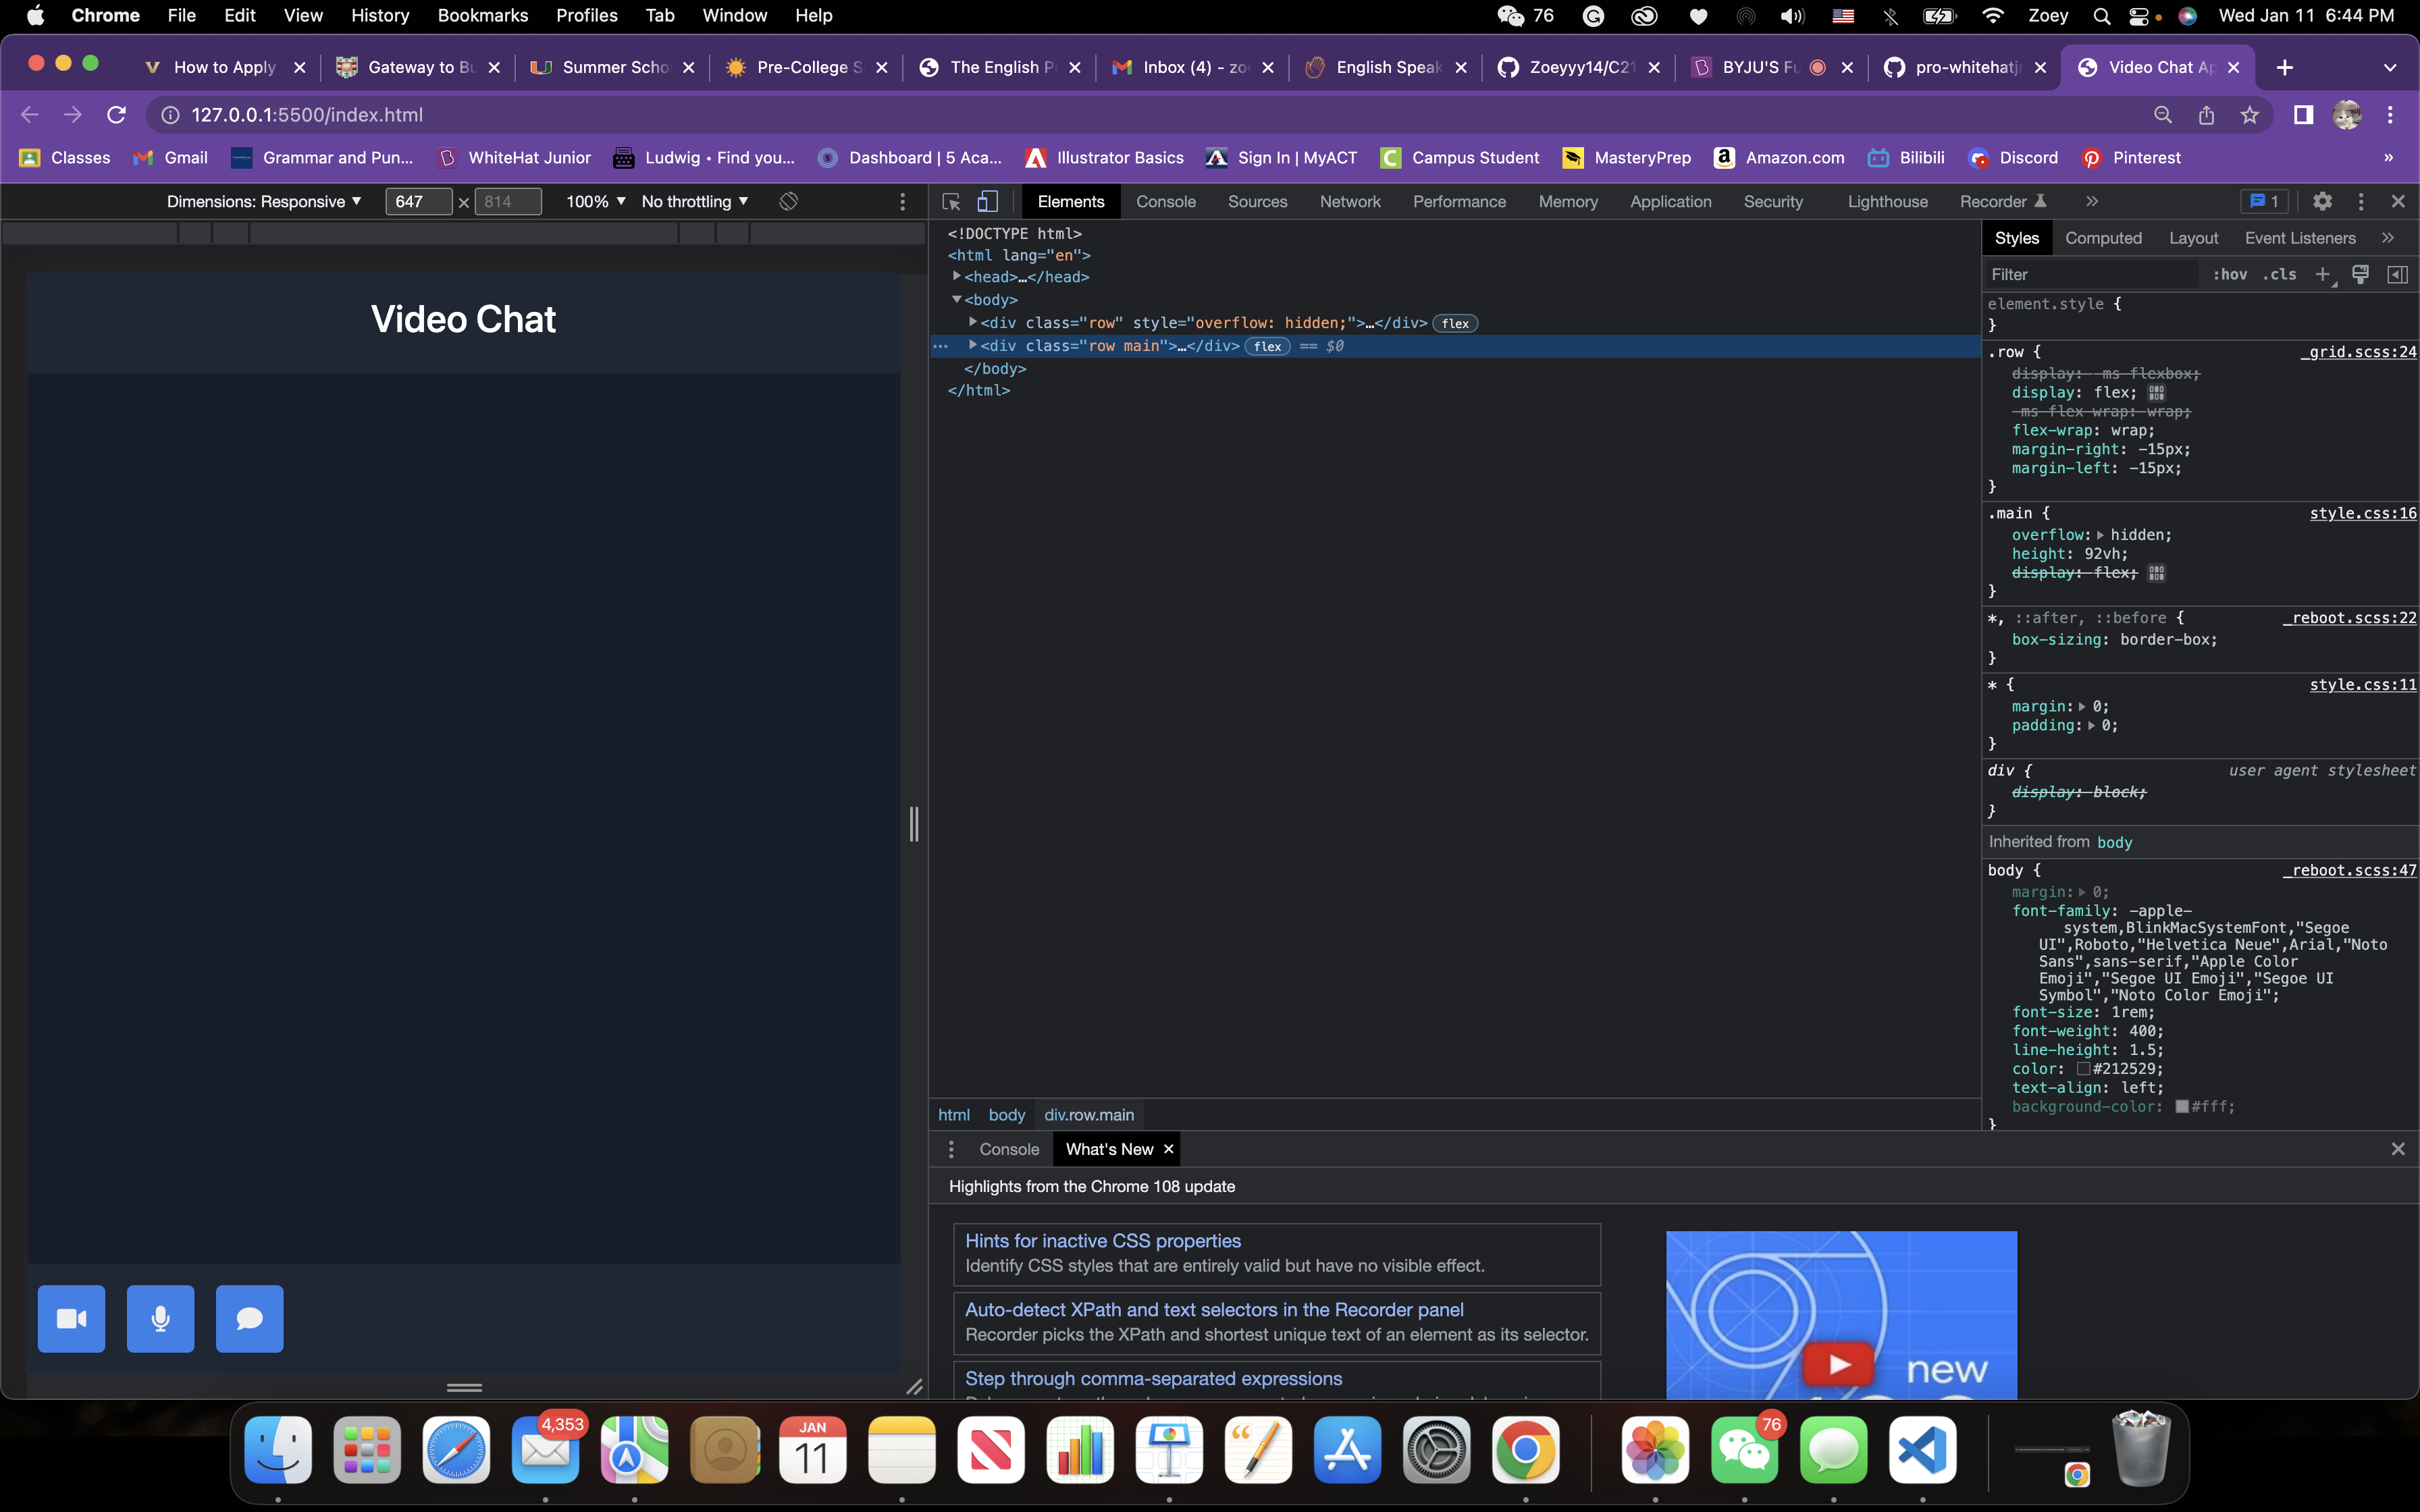 Chrome File Edit View History Bookmarks Profiles Tab Window Help 76 Zoey Wed Jan 11 6:44 PM
How to Apply Gateway to Bu Summer Scho Pre-College S The English P Inbox (4) - zo English Speak Zoeyyy14/C21 BYJU'S Fu pro-whitehatj Video Chat Ap
127.0.0.1:5500/index.html
Classes Gmail Grammar and Pun... WhiteHat Junior Ludwig • Find you... Dashboard | 5 Aca... Illustrator Basics Sign In | MyACT Campus Student MasteryPrep Amazon.com Bilibili Discord Pinterest »
Dimensions: Responsive ▼ 647 × 814 100% ▼ No throttling ▼
Elements Console Sources Network Performance Memory Application Security Lighthouse Recorder » 1
Video Chat
<!DOCTYPE html>
<html lang="en">
<head>…</head>
<body>
<div class="row" style="overflow: hidden;">…</div> flex
… <div class="row main">…</div> flex == $0
</body>
</html>
html body div.row.main
Styles Computed Layout Event Listeners »
Filter :hov .cls +
element.style {
}
.row { _grid.scss:24
display: -ms-flexbox;
display: flex;
-ms-flex-wrap: wrap;
flex-wrap: wrap;
margin-right: -15px;
margin-left: -15px;
}
.main { style.css:16
overflow: hidden;
height: 92vh;
display: flex;
}
*, ::after, ::before { _reboot.scss:22
box-sizing: border-box;
}
* { style.css:11
margin: 0;
padding: 0;
}
div { user agent stylesheet
display: block;
}
Inherited from body
body { _reboot.scss:47
margin: 0;
font-family: -apple-
system,BlinkMacSystemFont,"Segoe
UI",Roboto,"Helvetica Neue",Arial,"Noto
Sans",sans-serif,"Apple Color
Emoji","Segoe UI Emoji","Segoe UI
Symbol","Noto Color Emoji";
font-size: 1rem;
font-weight: 400;
line-height: 1.5;
color: #212529;
text-align: left;
background-color: #fff;
}
Console What's New
Highlights from the Chrome 108 update
Hints for inactive CSS properties
Identify CSS styles that are entirely valid but have no visible effect.
Auto-detect XPath and text selectors in the Recorder panel
Recorder picks the XPath and shortest unique text of an element as its selector.
Step through comma-separated expressions
new
4,353
JAN
11
76